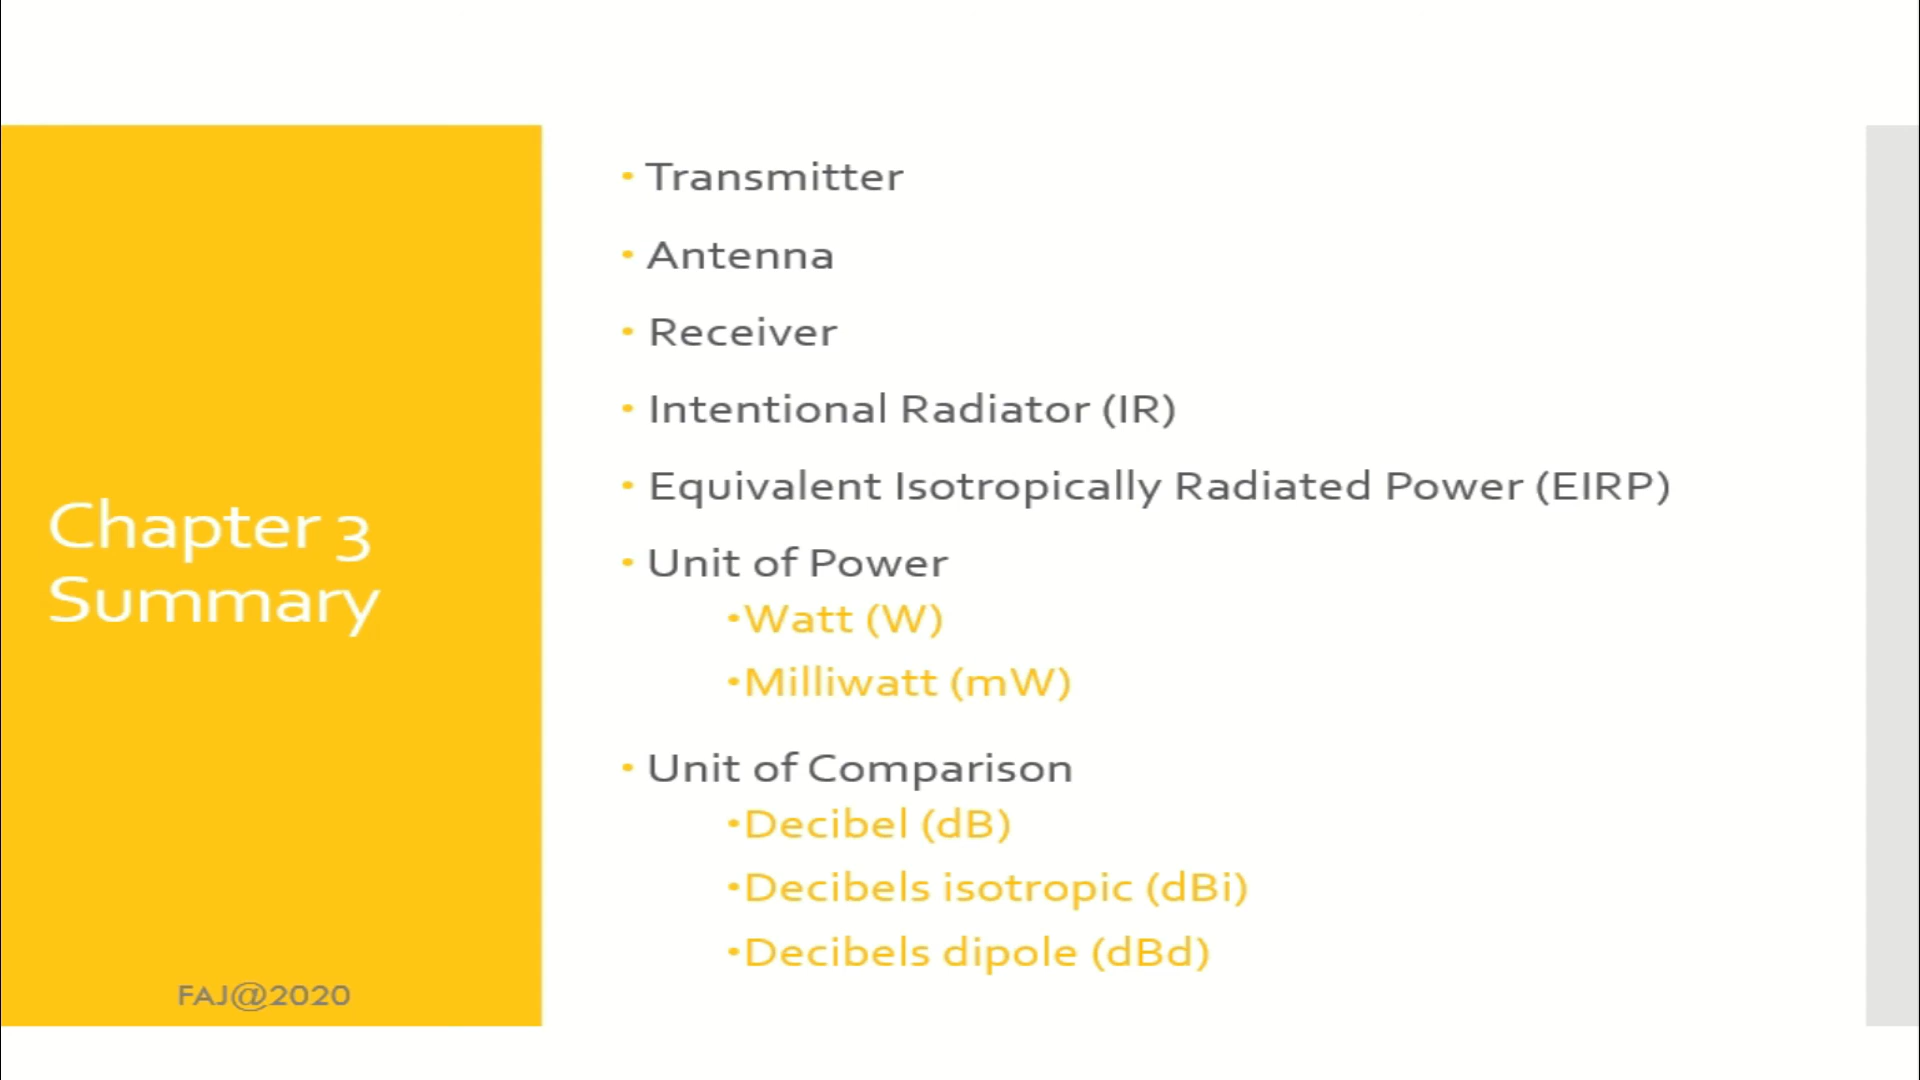 Chapter 3
Summary
• Transmitter
• Antenna
• Receiver
• Intentional Radiator (IR)
• Equivalent Isotropically Radiated Power (EIRP)
• Unit of Power
•Watt (W)
•Milliwatt (mW)
• Unit of Comparison
•Decibel (dB)
•Decibels isotropic (dBi)
•Decibels dipole (dBd)
FAJ@2020